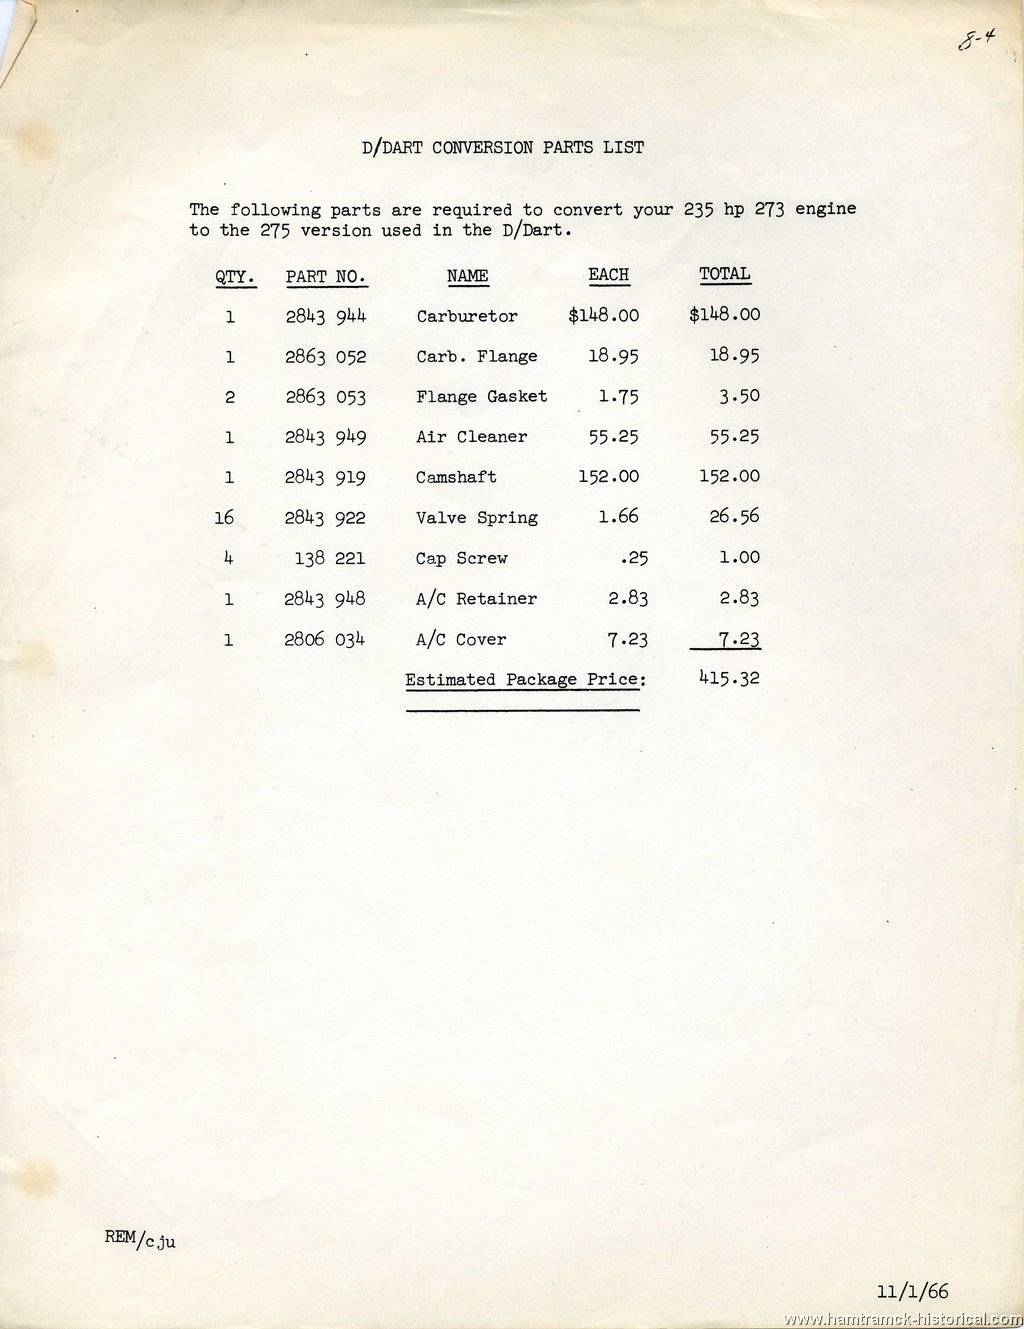 8-4
D/DART CONVERSION PARTS LIST
The following parts are required to convert your 235 hp 273 engine
to the 275 version used in the D/Dart.
QTY. PART NO. NAME EACH TOTAL
1 2843 944 Carburetor $148.00 $148.00
1 2863 052 Carb. Flange 18.95 18.95
2 2863 053 Flange Gasket 1.75 3.50
1 2843 949 Air Cleaner 55.25 55.25
1 2843 919 Camshaft 152.00 152.00
16 2843 922 Valve Spring 1.66 26.56
4 138 221 Cap Screw .25 1.00
1 2843 948 A/C Retainer 2.83 2.83
1 2806 034 A/C Cover 7.23 7.23
Estimated Package Price: 415.32
REM/cju
11/1/66
www.hamtramck-historical.com